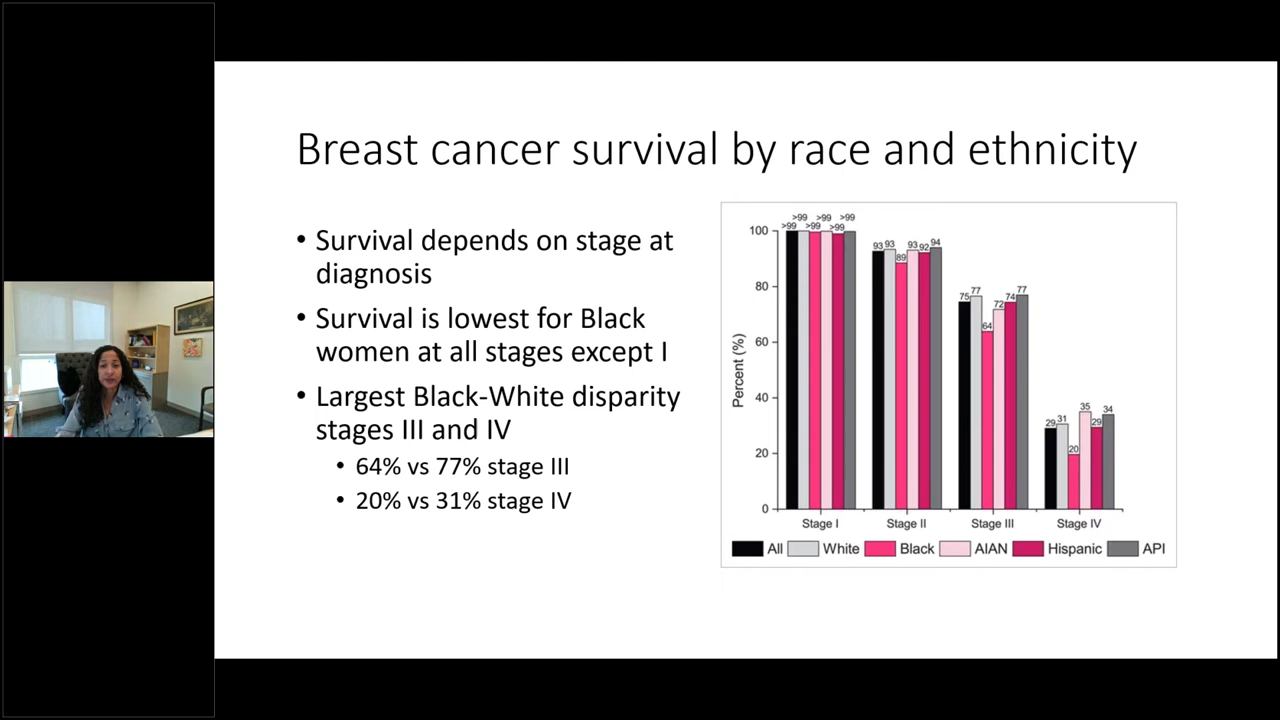 Breast cancer survival by race and ethnicity
• Survival depends on stage at
diagnosis
• Survival is lowest for Black
women at all stages except I
• Largest Black-White disparity
stages III and IV
• 64% vs 77% stage III
• 20% vs 31% stage IV
Percent (%)
100
80
60
40
20
0
>99 >99 >99 >99 >99 >99
93 93 89 93 92 94
75 77 64 72 74 77
29 31 20 35 29 34
Stage I Stage II Stage III Stage IV
All White Black AIAN Hispanic API